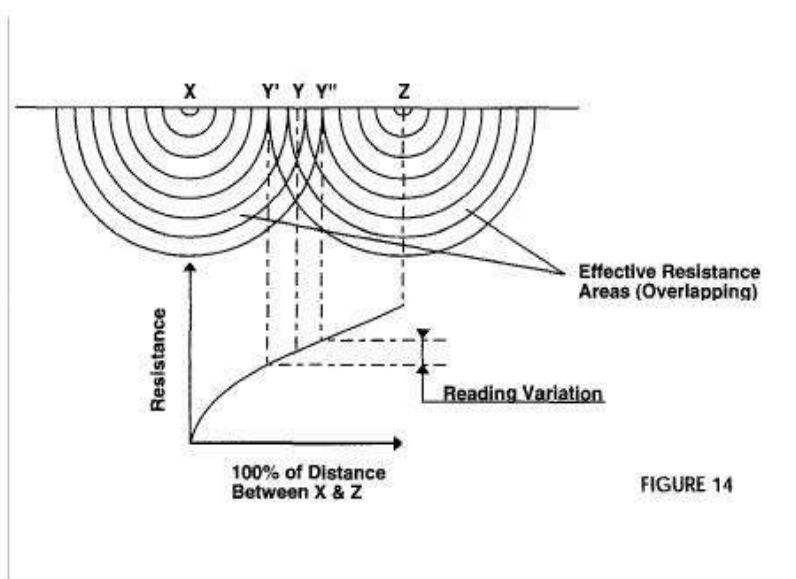 X Y' Y Y" Z
Effective Resistance
Areas (Overlapping)
Resistance
Reading Variation
100% of Distance
Between X & Z
FIGURE 14